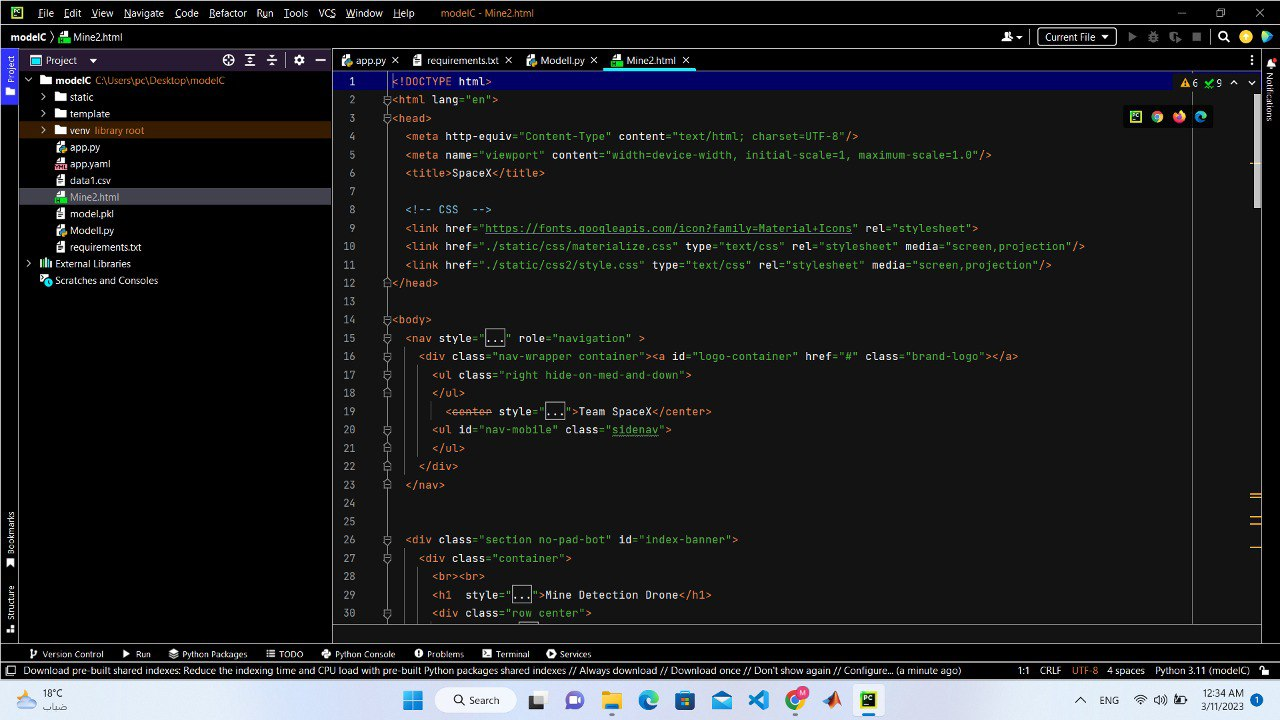 File Edit View Navigate Code Refactor Run Tools VCS Window Help modelC - Mine2.html
modelC Mine2.html Current File
Project app.py requirements.txt Modell.py Mine2.html
Project
modelC C:\Users\pc\Desktop\modelC
static
template
venv library root
app.py
app.yaml
data1.csv
Mine2.html
model.pkl
Modell.py
requirements.txt
External Libraries
Scratches and Consoles
Bookmarks
Structure
6 9
Notifications
1 <!DOCTYPE html>
2 <html lang="en">
3 <head>
4 <meta http-equiv="Content-Type" content="text/html; charset=UTF-8"/>
5 <meta name="viewport" content="width=device-width, initial-scale=1, maximum-scale=1.0"/>
6 <title>SpaceX</title>
7
8 <!-- CSS  -->
9 <link href="https://fonts.googleapis.com/icon?family=Material+Icons" rel="stylesheet">
10 <link href="./static/css/materialize.css" type="text/css" rel="stylesheet" media="screen,projection"/>
11 <link href="./static/css2/style.css" type="text/css" rel="stylesheet" media="screen,projection"/>
12 </head>
13
14 <body>
15 <nav style="..." role="navigation" >
16 <div class="nav-wrapper container"><a id="logo-container" href="#" class="brand-logo"></a>
17 <ul class="right hide-on-med-and-down">
18 </ul>
19 <center style="...">Team SpaceX</center>
20 <ul id="nav-mobile" class="sidenav">
21 </ul>
22 </div>
23 </nav>
24
25
26 <div class="section no-pad-bot" id="index-banner">
27 <div class="container">
28 <br><br>
29 <h1  style="...">Mine Detection Drone</h1>
30 <div class="row center">
Version Control Run Python Packages TODO Python Console Problems Terminal Services
Download pre-built shared indexes: Reduce the indexing time and CPU load with pre-built Python packages shared indexes // Always download // Download once // Don't show again // Configure... (a minute ago) 1:1 CRLF UTF-8 4 spaces Python 3.11 (modelC)
18°C
ضباب
Search
ENG
12:34 AM
3/11/2023
1